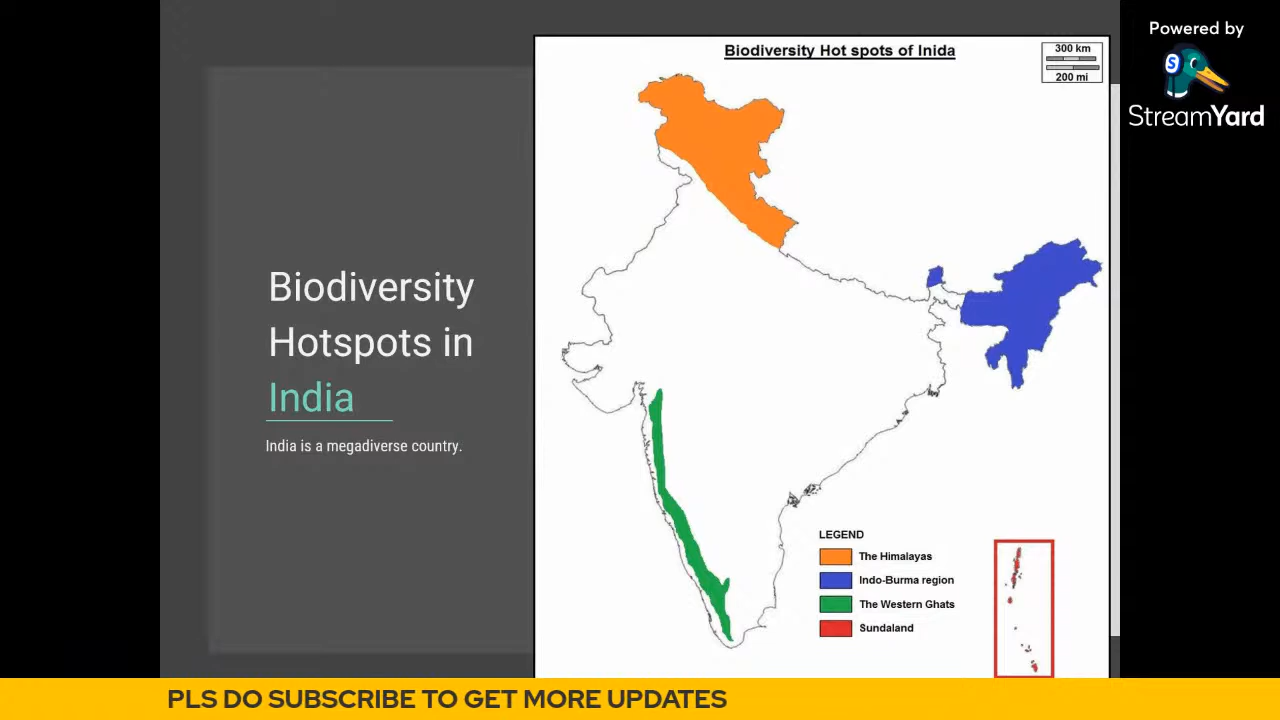 Powered by
StreamYard
Biodiversity Hot spots of Inida
300 km
200 mi
Biodiversity
Hotspots in
India
India is a megadiverse country.
LEGEND
The Himalayas
Indo-Burma region
The Western Ghats
Sundaland
PLS DO SUBSCRIBE TO GET MORE UPDATES